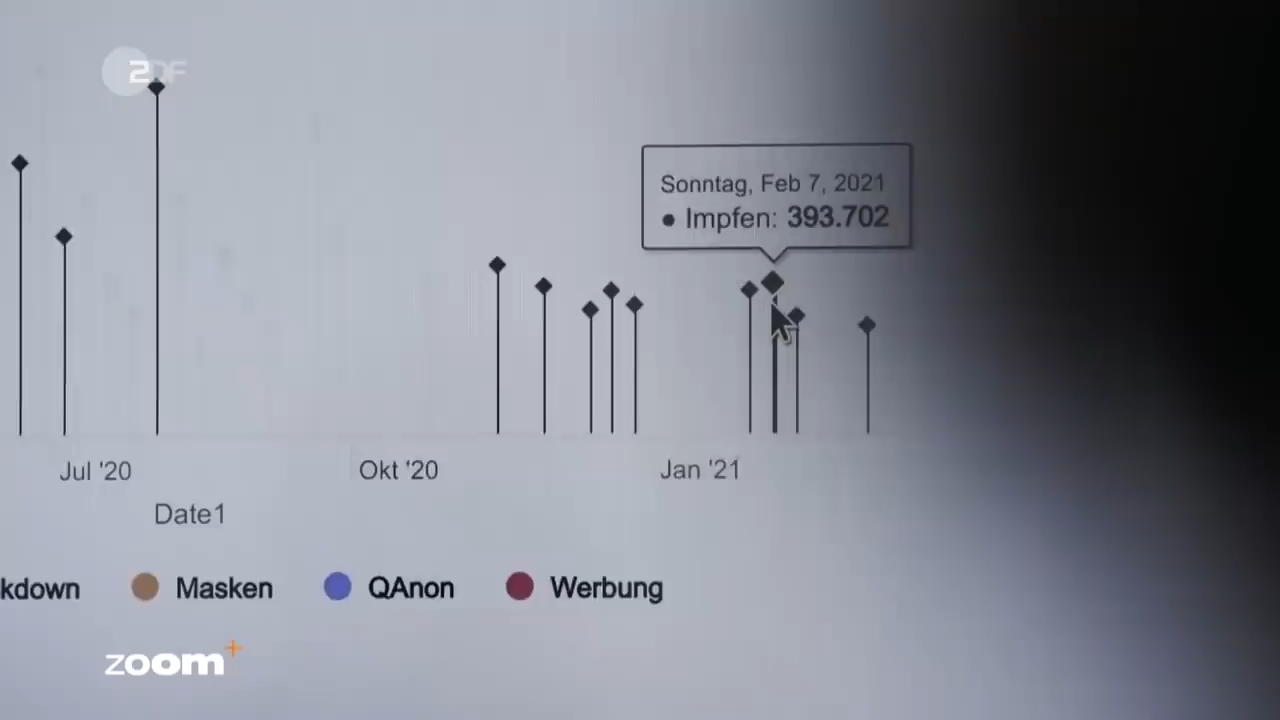 ZDF
Sonntag, Feb 7, 2021
Impfen: 393.702
Jul '20
Okt '20
Jan '21
Date1
kdown
Masken
QAnon
Werbung
zoom+